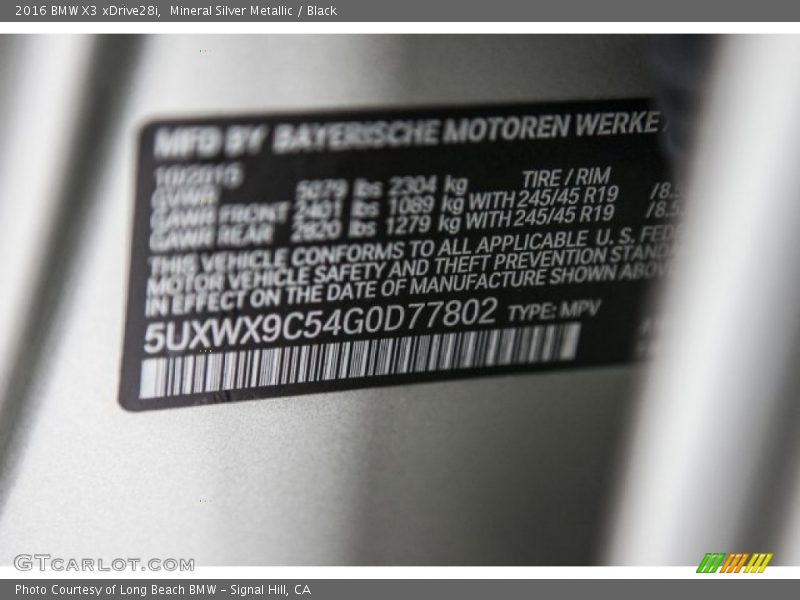 2016 BMW X3 xDrive28i, Mineral Silver Metallic / Black
MFD BY BAYERISCHE MOTOREN WERKE
10/2015
GVWR 5079 lbs 2304 kg TIRE / RIM
GAWR FRONT 2401 lbs 1089 kg WITH 245/45 R19
GAWR REAR 2820 lbs 1279 kg WITH 245/45 R19
THIS VEHICLE CONFORMS TO ALL APPLICABLE U. S.
MOTOR VEHICLE SAFETY AND THEFT PREVENTION
IN EFFECT ON THE DATE OF MANUFACTURE SHOWN ABOVE
5UXWX9C54G0D77802 TYPE: MPV
GTCARLOT.COM
Photo Courtesy of Long Beach BMW - Signal Hill, CA